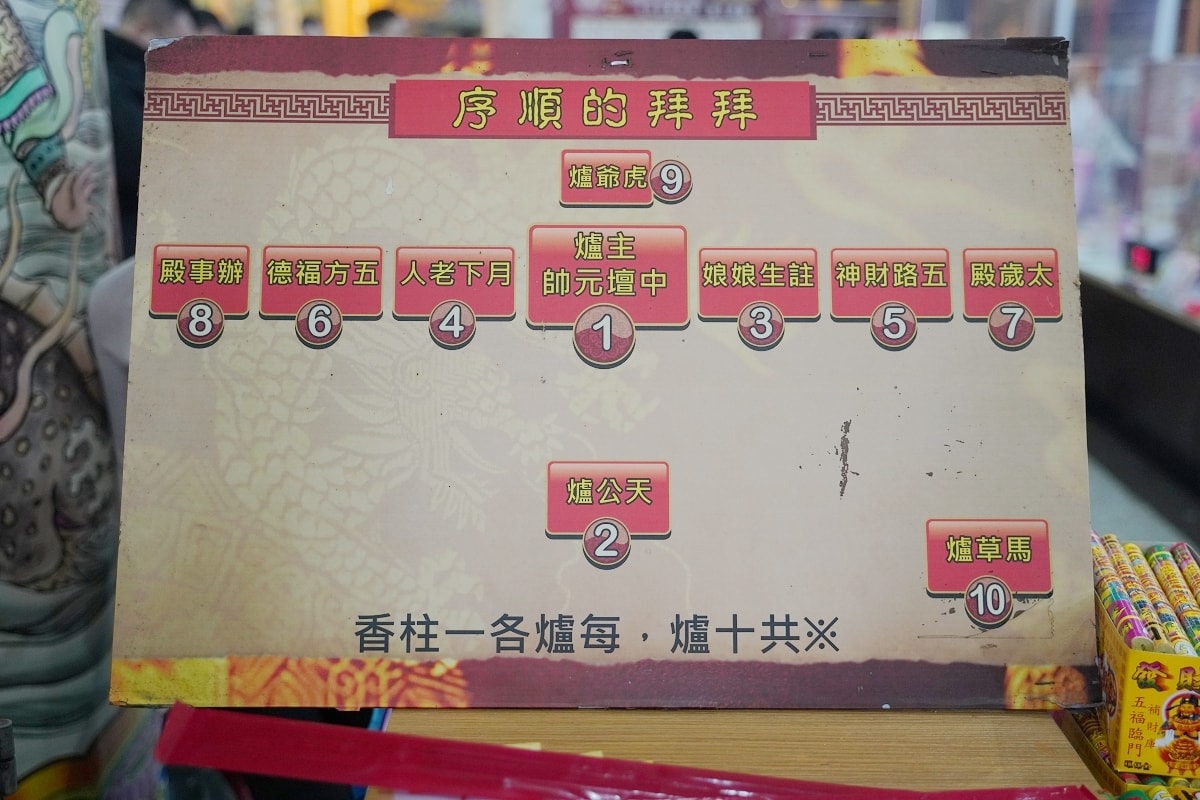 拜拜的順序
虎爺爐
9
太歲殿
7
五路財神
5
註生娘娘
3
主爐
中壇元帥
1
月下老人
4
五方福德
6
辦事殿
8
天公爐
2
馬草爐
10
※共十爐，每爐各一柱香
補財庫
五福臨門